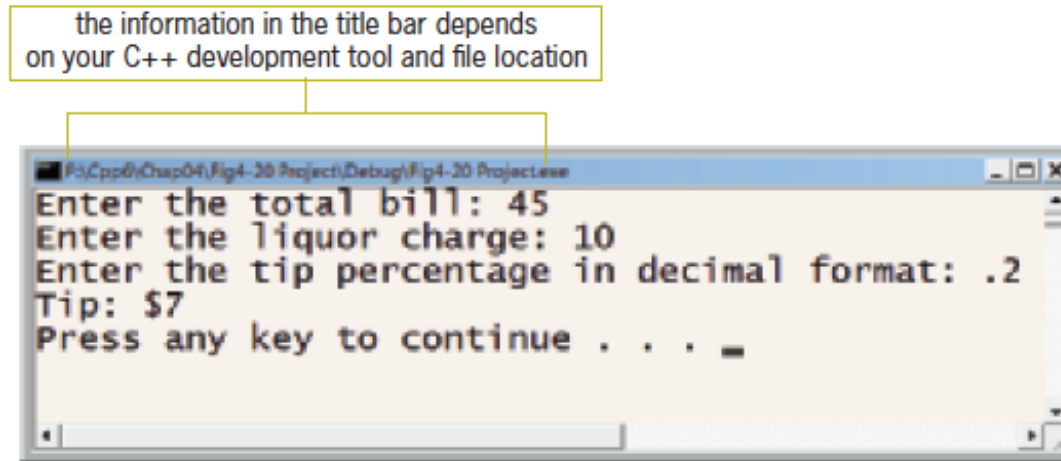 the information in the title bar depends
on your C++ development tool and file location
F:\Cpp6\Chap04\Fig4-20 Project\Debug\Fig4-20 Project.exe
Enter the total bill: 45
Enter the liquor charge: 10
Enter the tip percentage in decimal format: .2
Tip: $7
Press any key to continue . . . _